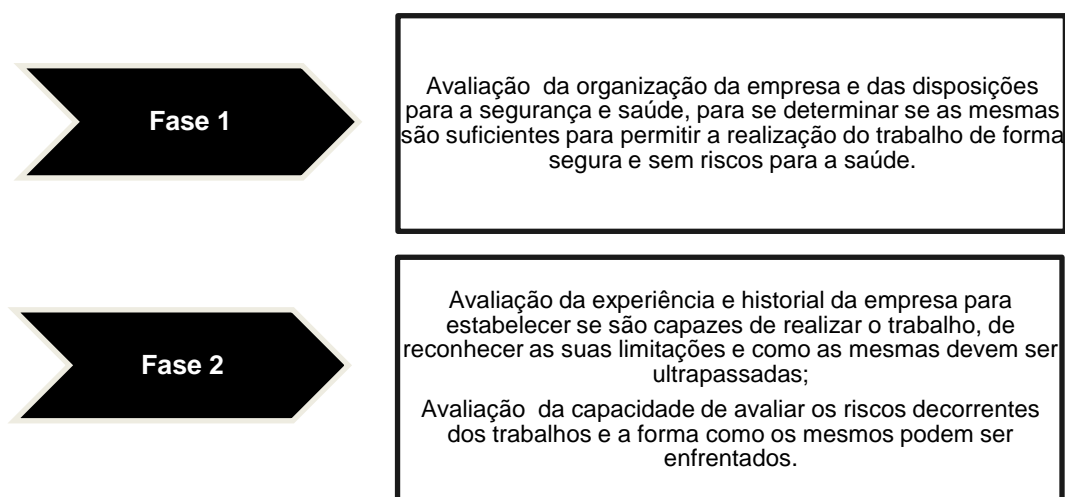 Fase 1
Avaliação  da organização da empresa e das disposições
para a segurança e saúde, para se determinar se as mesmas
são suficientes para permitir a realização do trabalho de forma
segura e sem riscos para a saúde.
Fase 2
Avaliação da experiência e historial da empresa para
estabelecer se são capazes de realizar o trabalho, de
reconhecer as suas limitações e como as mesmas devem ser
ultrapassadas;
Avaliação  da capacidade de avaliar os riscos decorrentes
dos trabalhos e a forma como os mesmos podem ser
enfrentados.